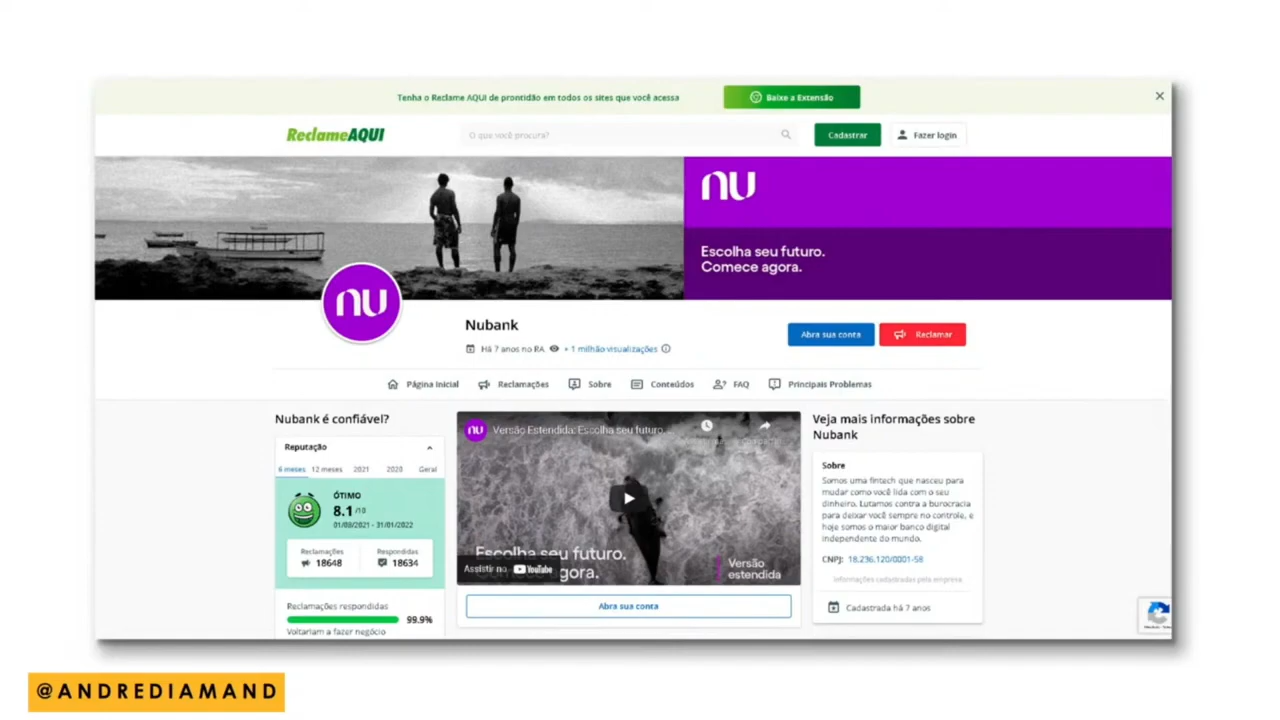 Tenha o Reclame AQUI de prontidão em todos os sites que você acessa
Baixe a Extensão
ReclameAQUI
O que você procura?
Cadastrar
Fazer login
nu
Escolha seu futuro.
Comece agora.
nu
Nubank
Há 7 anos no RA
+ 1 milhão visualizações
Abra sua conta
Reclamar
Página Inicial
Reclamações
Sobre
Conteúdos
FAQ
Principais Problemas
Nubank é confiável?
Reputação
6 meses 12 meses 2021 2020 Geral
ÓTIMO
8.1 /10
01/08/2021 - 31/01/2022
Reclamações
18648
Respondidas
18634
Reclamações respondidas
99.9%
Voltariam a fazer negócio
nu
Versão Estendida: Escolha seu futuro...
Escolha seu futuro.
Comece agora.
Assistir no YouTube
Versão
estendida
Abra sua conta
Veja mais informações sobre
Nubank
Sobre
Somos uma fintech que nasceu para
mudar como você lida com o seu
dinheiro. Lutamos contra a burocracia
para deixar você sempre no controle, e
hoje somos o maior banco digital
independente do mundo.
CNPJ: 18.236.120/0001-58
Informações cadastradas pela empresa
Cadastrada há 7 anos
@ANDREDIAMAND